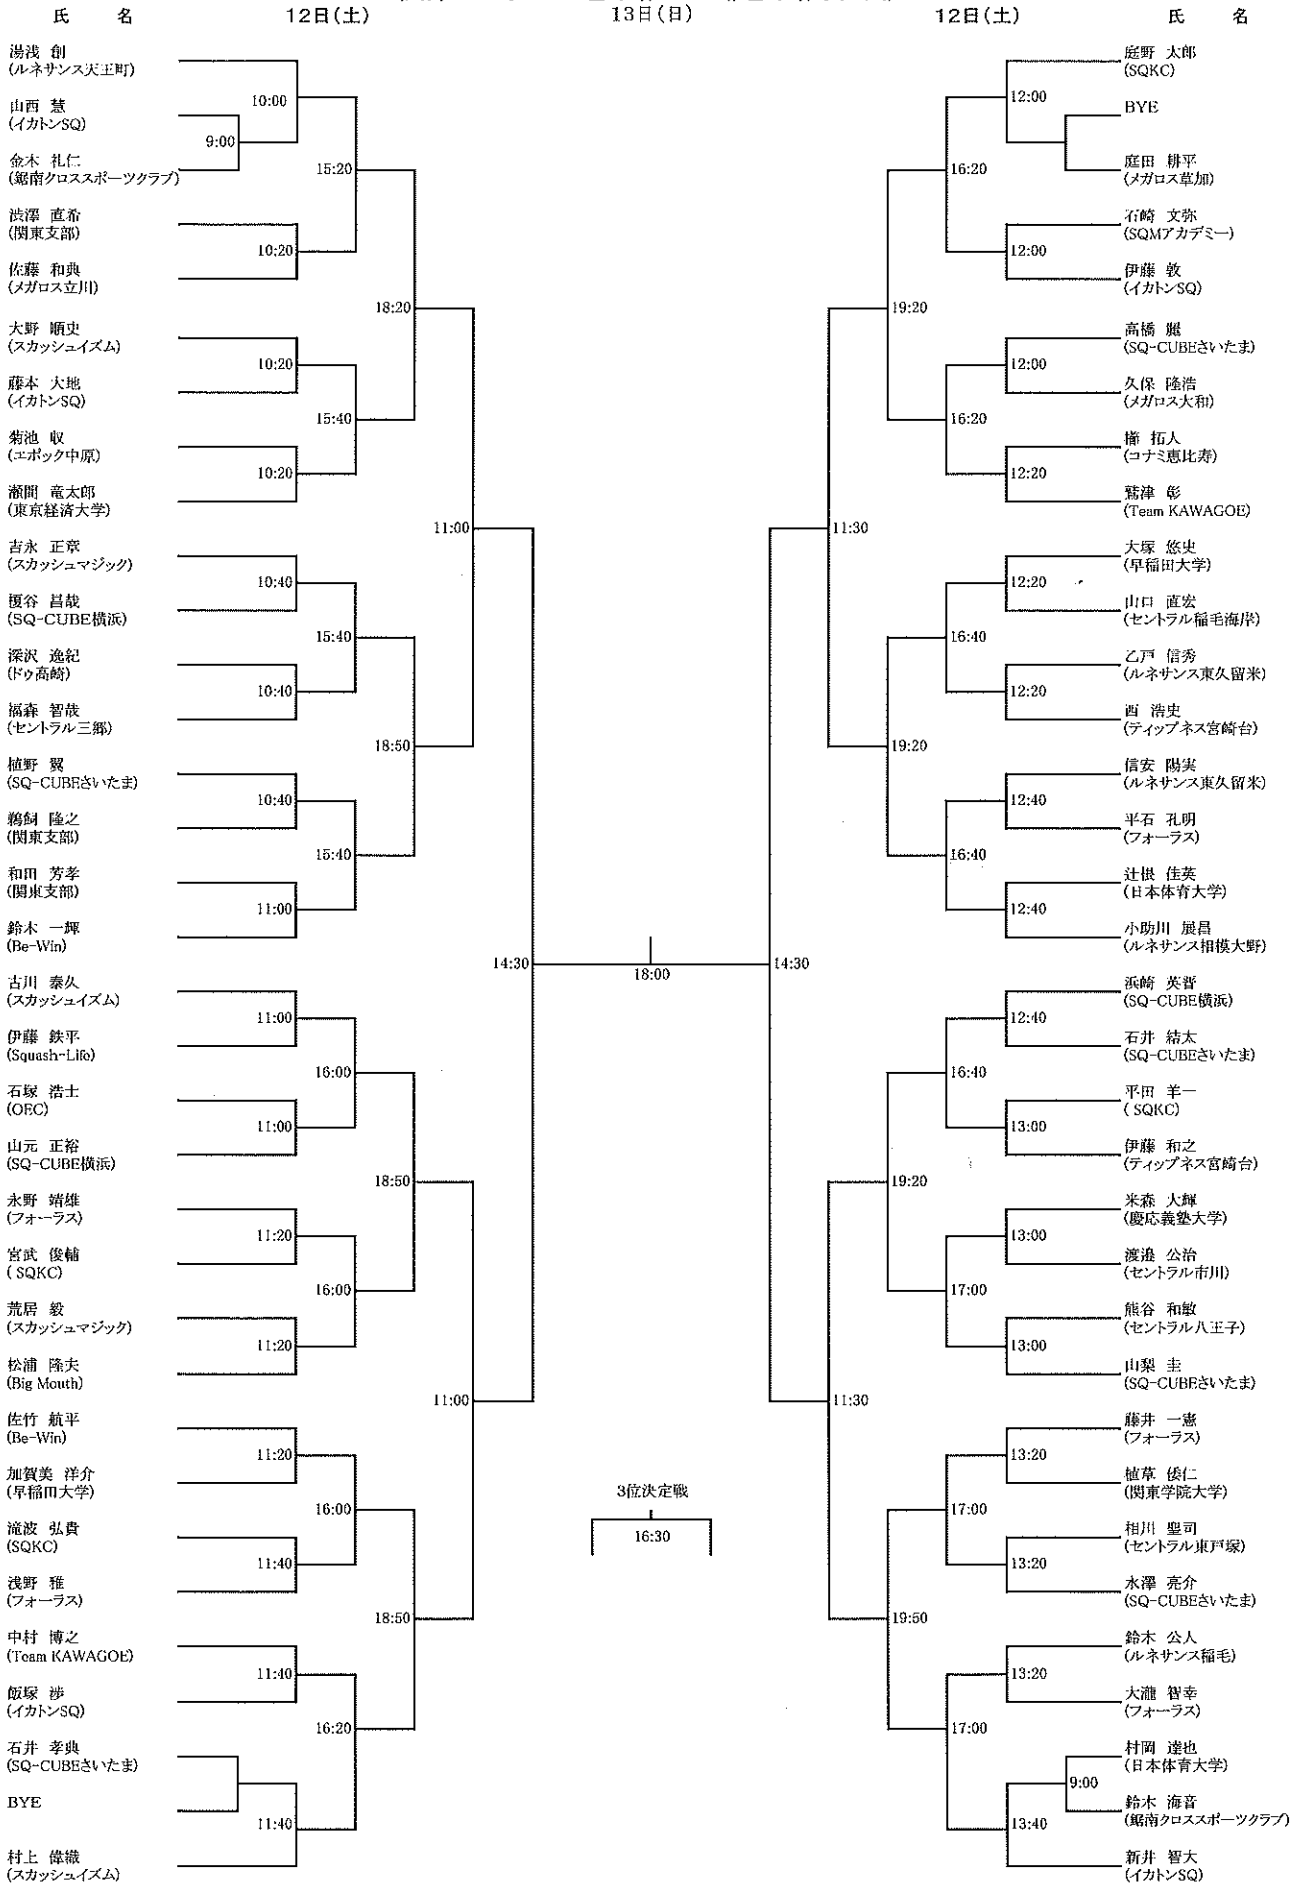 氏 名 12日(土) 13日(日) 12日(土) 氏 名
湯浅 創
(ルネサンス天王町)
10:00
山西 慧
(イカトンSQ)
9:00
金木 礼仁
(鋸南クロススポーツクラブ)
15:20
渋澤 直希
(関東支部)
10:20
佐藤 和典
(メガロス立川)
18:20
大野 順史
(スカッシュイズム)
10:20
藤本 大地
(イカトンSQ)
15:40
菊池 収
(エポック中原)
10:20
瀬間 竜太郎
(東京経済大学)
11:00
吉永 正章
(スカッシュマジック)
10:40
榎谷 昌哉
(SQ-CUBE横浜)
15:40
深沢 逸紀
(ドゥ高崎)
10:40
福森 智哉
(セントラル三郷)
18:50
植野 翼
(SQ-CUBEさいたま)
10:40
鵜飼 隆之
(関東支部)
15:40
和田 芳孝
(関東支部)
11:00
鈴木 一輝
(Be-Win)
14:30
古川 泰久
(スカッシュイズム)
11:00
伊藤 鉄平
(Squash-Life)
16:00
石塚 浩士
(OEC)
11:00
山元 正裕
(SQ-CUBE横浜)
18:50
永野 靖雄
(フォーラス)
11:20
宮武 俊輔
( SQKC)
16:00
荒居 毅
(スカッシュマジック)
11:20
松浦 隆夫
(Big Mouth)
11:00
佐竹 航平
(Be-Win)
11:20
加賀美 洋介
(早稲田大学)
16:00
滝波 弘貴
(SQKC)
11:40
浅野 雅
(フォーラス)
18:50
中村 博之
(Team KAWAGOE)
11:40
飯塚 渉
(イカトンSQ)
16:20
石井 孝典
(SQ-CUBEさいたま)
BYE
11:40
村上 偉織
(スカッシュイズム)
18:00
3位決定戦
16:30
庭野 太郎
(SQKC)
12:00
BYE
庭田 耕平
(メガロス草加)
16:20
石崎 文弥
(SQMアカデミー)
12:00
伊藤 敦
(イカトンSQ)
19:20
高橋 麗
(SQ-CUBEさいたま)
12:00
久保 隆浩
(メガロス大和)
16:20
櫛 拓人
(コナミ恵比寿)
12:20
鷲津 彰
(Team KAWAGOE)
11:30
大塚 悠史
(早稲田大学)
12:20
山口 直宏
(セントラル稲毛海岸)
16:40
乙戸 信秀
(ルネサンス東久留米)
12:20
西 浩史
(ティップネス宮崎台)
19:20
信安 陽実
(ルネサンス東久留米)
12:40
平石 孔明
(フォーラス)
16:40
辻根 佳英
(日本体育大学)
12:40
小助川 展昌
(ルネサンス相模大野)
14:30
浜崎 英晋
(SQ-CUBE横浜)
12:40
石井 結太
(SQ-CUBEさいたま)
16:40
平田 羊一
( SQKC)
13:00
伊藤 和之
(ティップネス宮崎台)
19:20
米森 大輝
(慶応義塾大学)
13:00
渡邉 公治
(セントラル市川)
17:00
熊谷 和敏
(セントラル八王子)
13:00
山梨 圭
(SQ-CUBEさいたま)
11:30
藤井 一憲
(フォーラス)
13:20
植草 倭仁
(関東学院大学)
17:00
相川 聖司
(セントラル東戸塚)
13:20
水澤 亮介
(SQ-CUBEさいたま)
19:50
鈴木 公人
(ルネサンス稲毛)
13:20
大瀧 智幸
(フォーラス)
17:00
村岡 達也
(日本体育大学)
9:00
鈴木 海音
(鋸南クロススポーツクラブ)
13:40
新井 智大
(イカトンSQ)